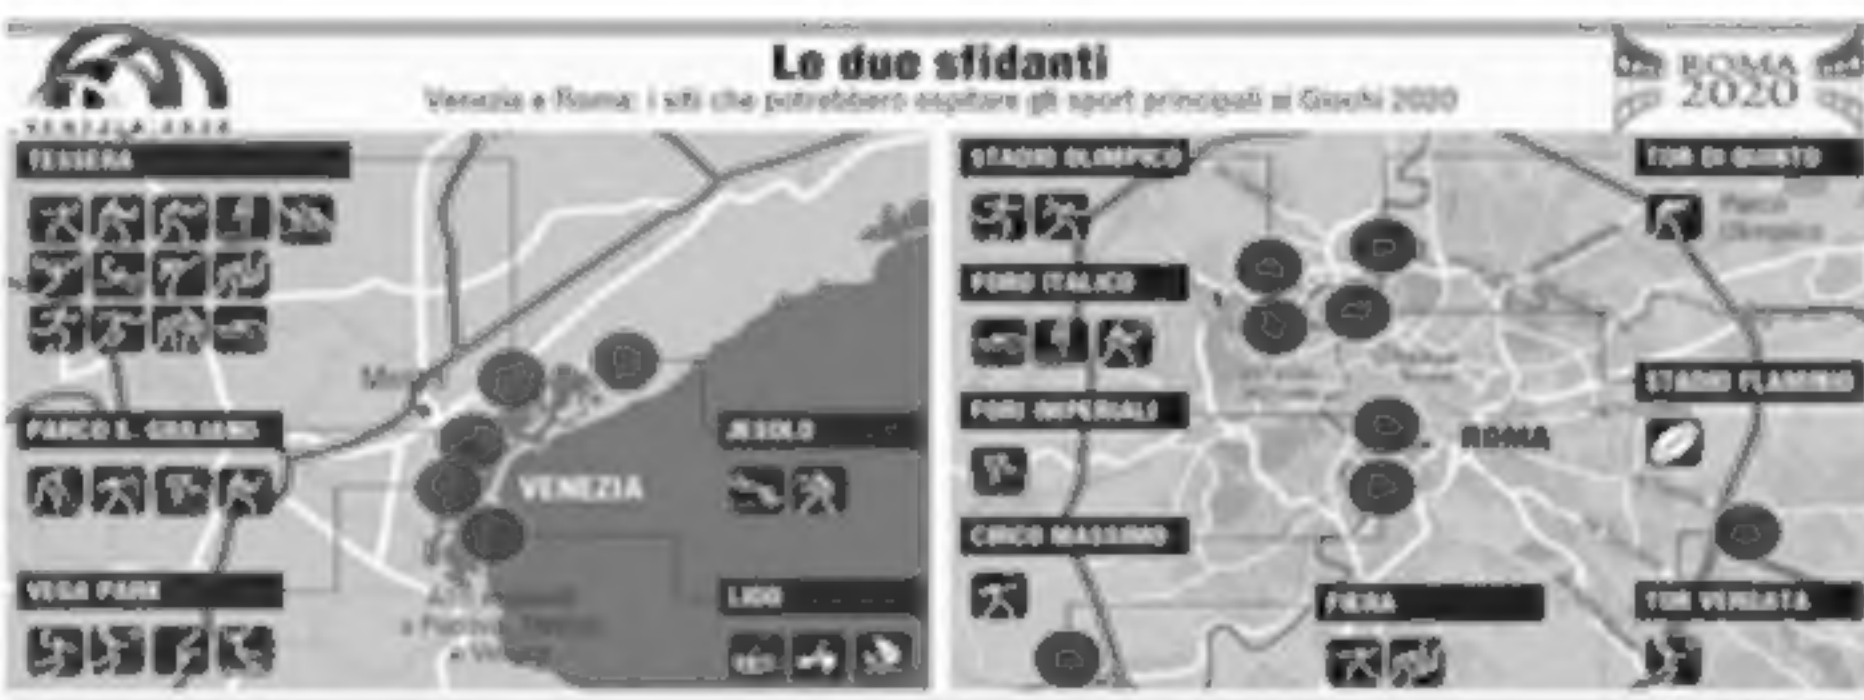 Le due sfidanti
Venezia e Roma: i siti che potrebbero ospitare gli sport principali ai Giochi 2020
VENEZIA 2020
ROMA
2020
TESSERA
PARCO S. GIULIANO
VEGA PARK
VENEZIA
JESOLO
LIDO
STADIO OLIMPICO
FORO ITALICO
FORI IMPERIALI
CIRCO MASSIMO
TOR DI QUINTO
Parco
Olimpico
STADIO FLAMINIO
ROMA
FIERA
TOR VERGATA